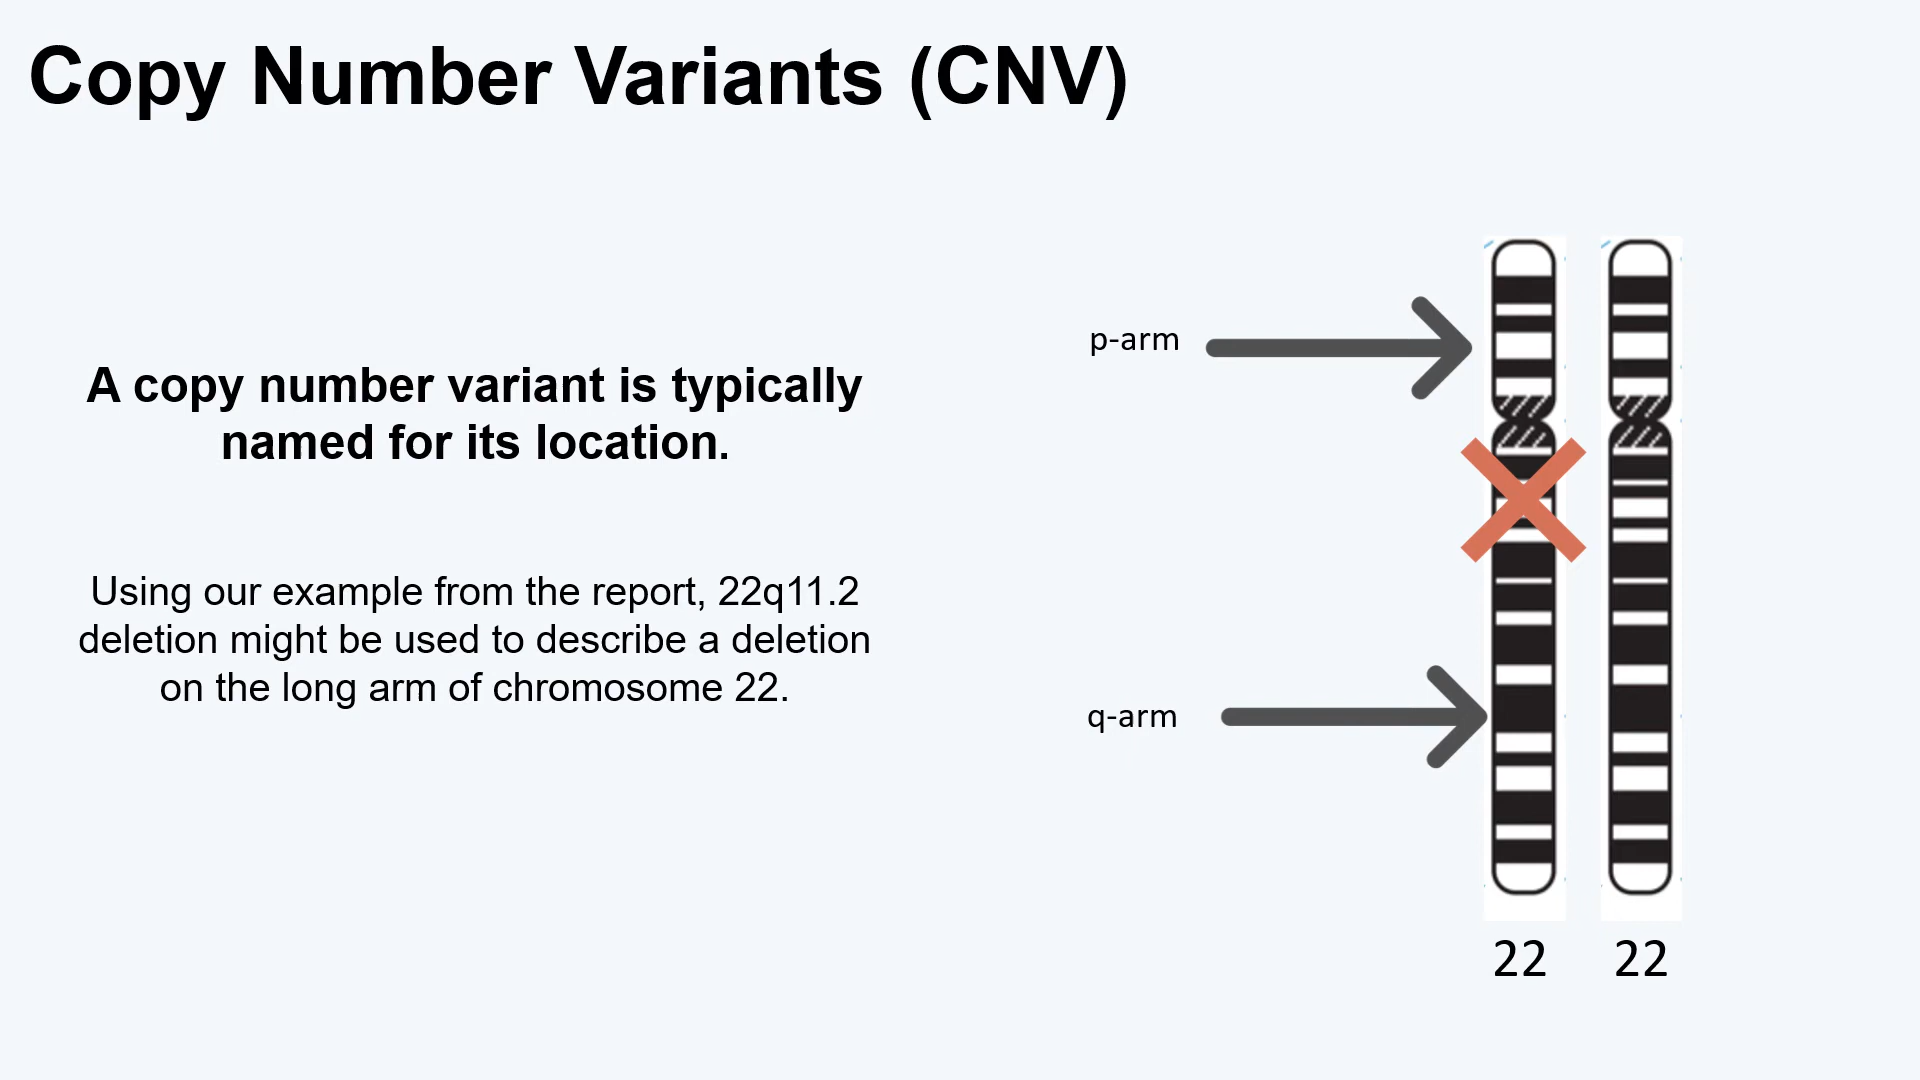 Copy Number Variants (CNV)
A copy number variant is typically
named for its location.
Using our example from the report, 22q11.2
deletion might be used to describe a deletion
on the long arm of chromosome 22.
p-arm
q-arm
22 22